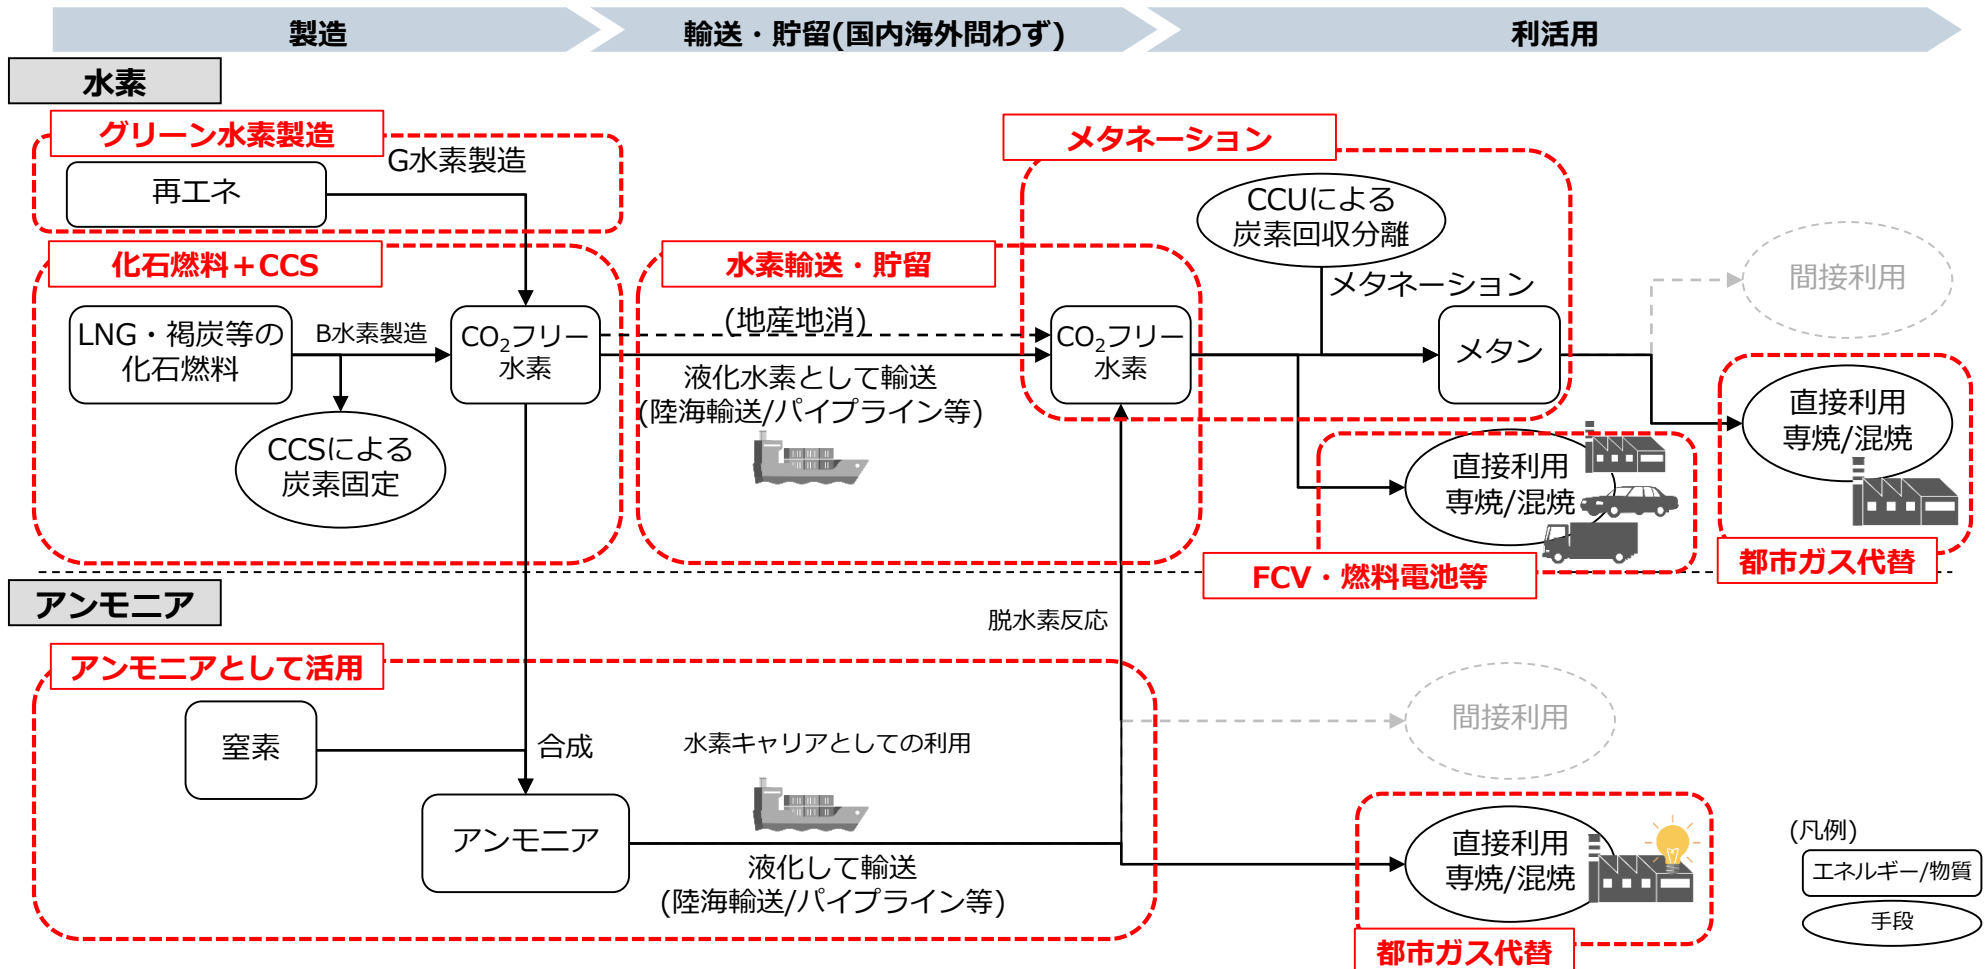 製造
輸送・貯留(国内海外問わず)
利活用
水素
グリーン水素製造
G水素製造
再エネ
化石燃料＋CCS
LNG・褐炭等の
化石燃料
B水素製造
CO₂フリー
水素
CCSによる
炭素固定
水素輸送・貯留
(地産地消)
液化水素として輸送
(陸海輸送/パイプライン等)
メタネーション
CCUによる
炭素回収分離
メタネーション
CO₂フリー
水素
メタン
間接利用
直接利用
専焼/混焼
都市ガス代替
直接利用
専焼/混焼
FCV・燃料電池等
アンモニア
アンモニアとして活用
窒素
合成
アンモニア
水素キャリアとしての利用
液化して輸送
(陸海輸送/パイプライン等)
脱水素反応
間接利用
直接利用
専焼/混焼
都市ガス代替
(凡例)
エネルギー/物質
手段